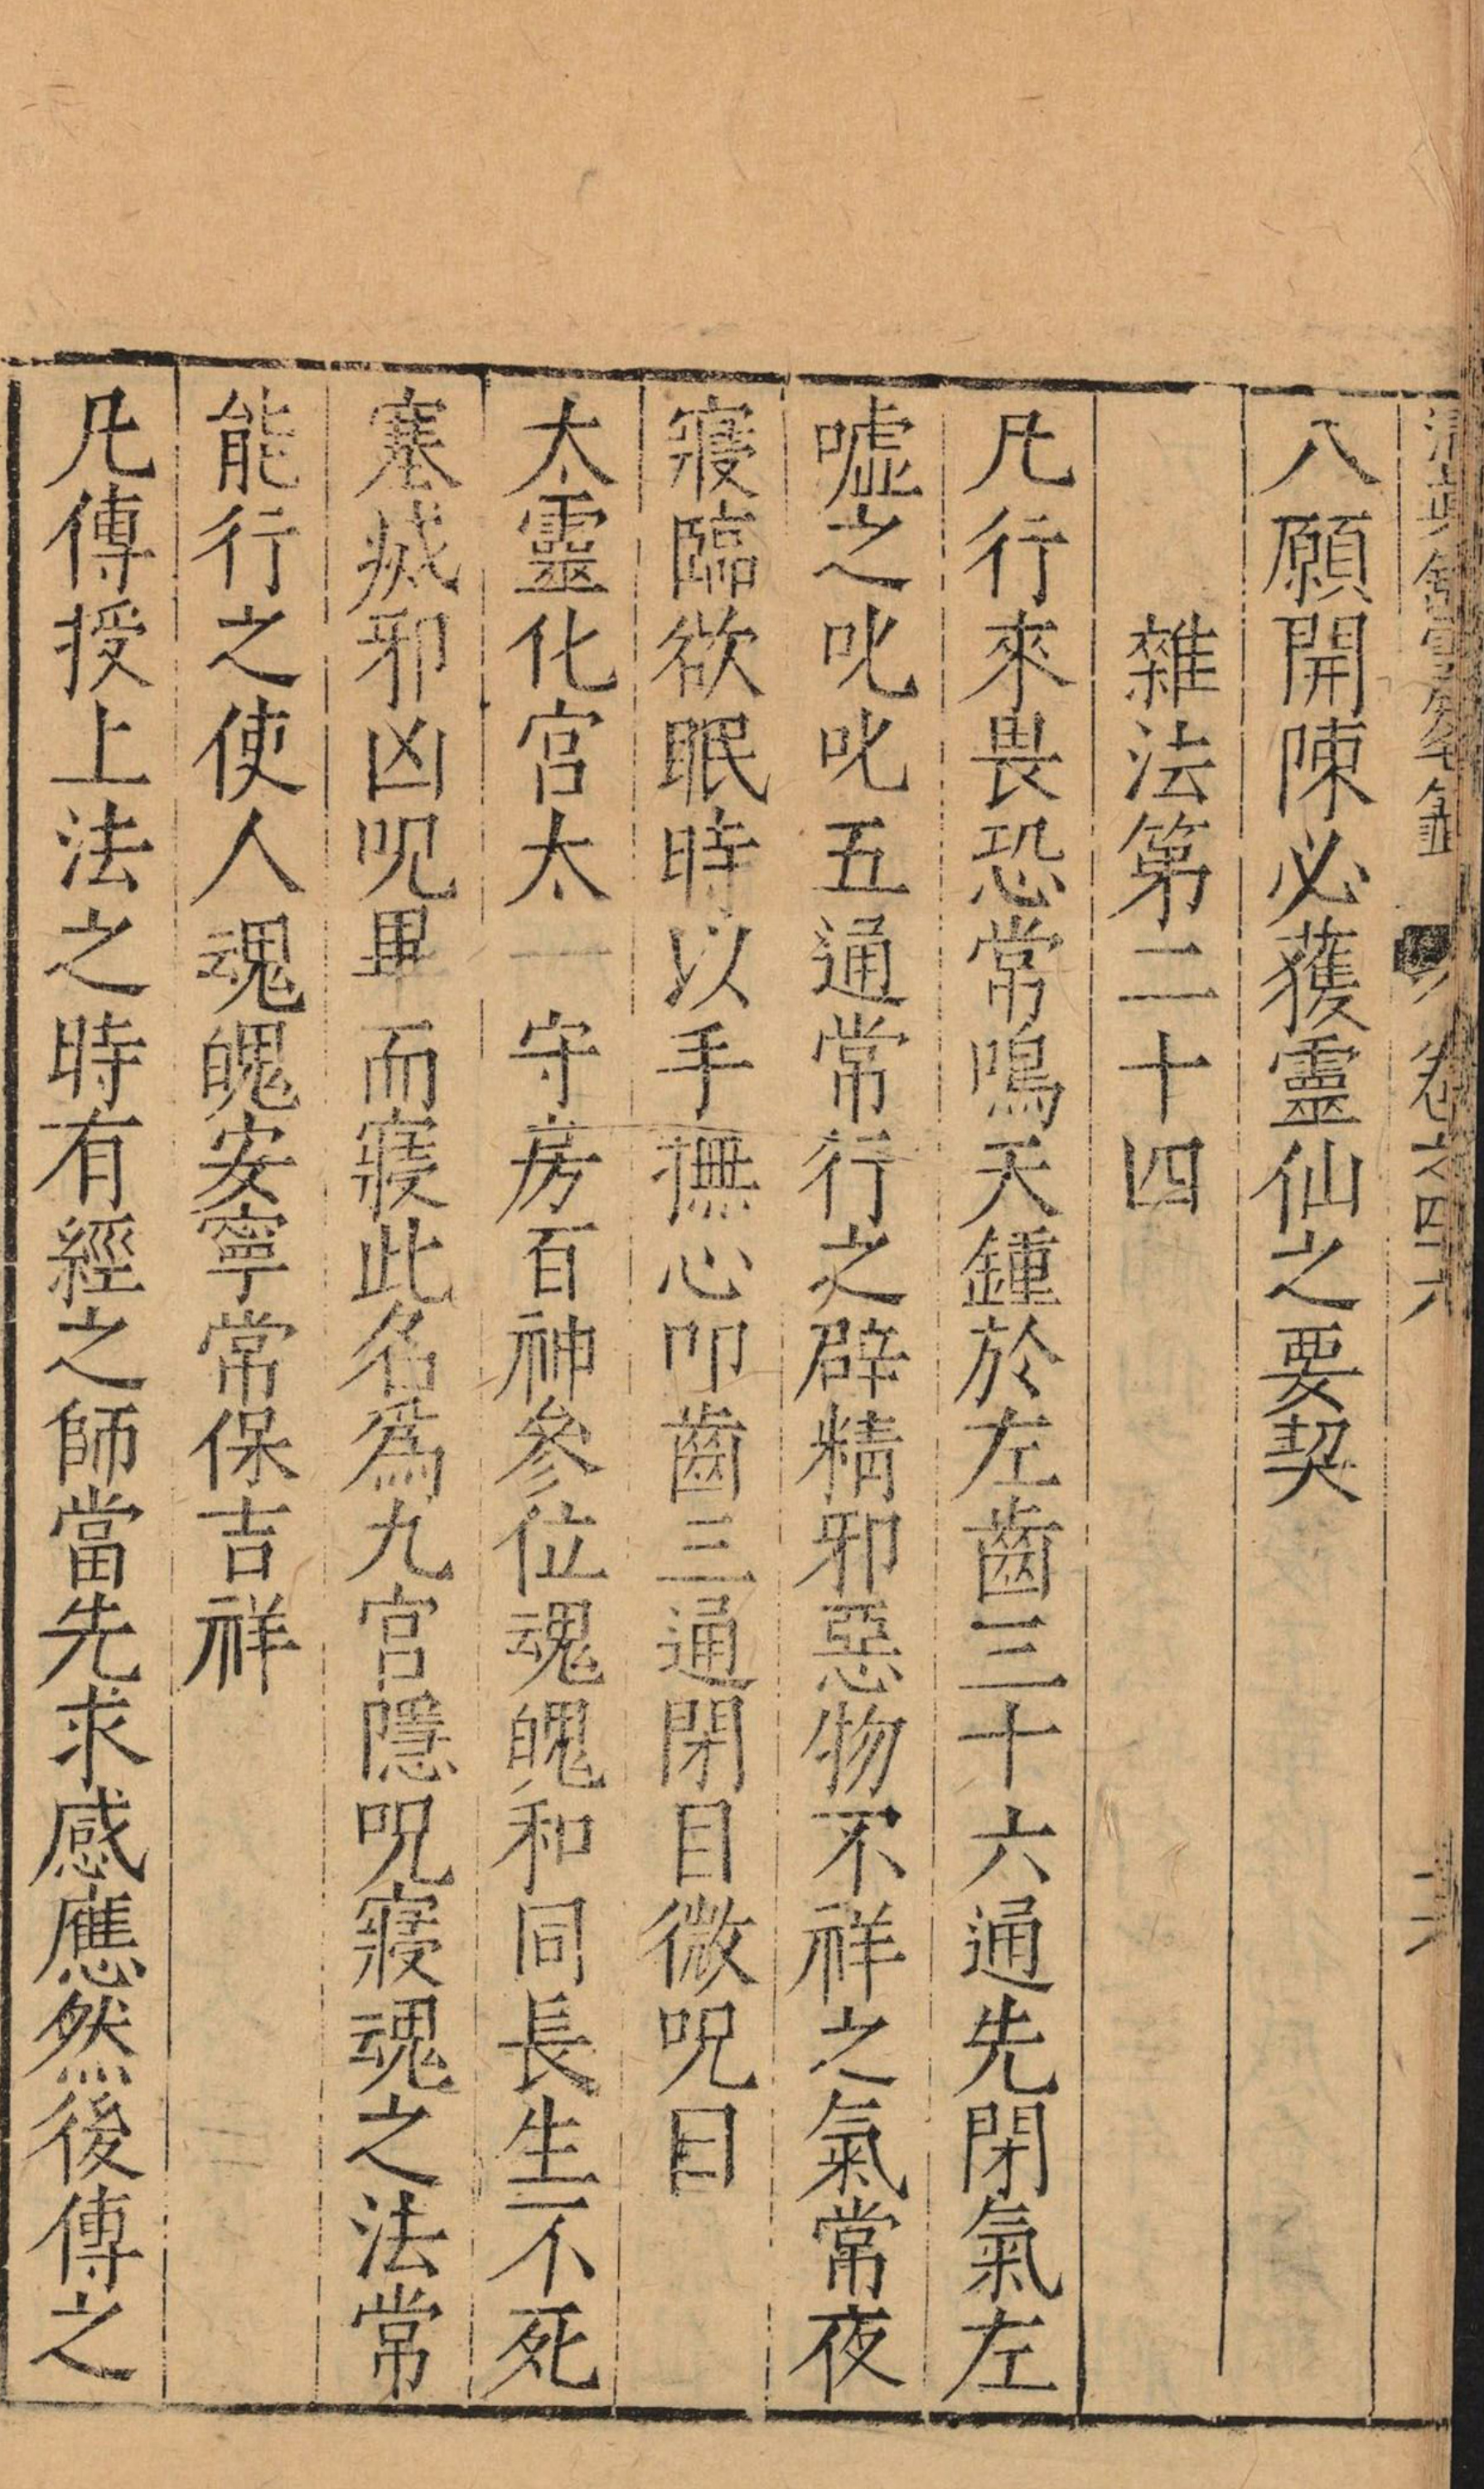 八願開陳必獲靈仙之要契
雜法第二十四
凡行來畏恐常鳴天鍾於左齒三十六通先閉氣左
噓之叱叱五通常行之辟精邪惡物不祥之氣常夜
寢臨欲眠時以手撫心叩齒三通閉目微呪曰
太靈化宮太一守房百神參位魂魄和同長生不死
塞滅邪凶呪畢而寢此名爲九宮隱呪寢魂之法常
能行之使人魂魄安寧常保吉祥
凡傳授上法之時有經之師當先求感應然後傳之